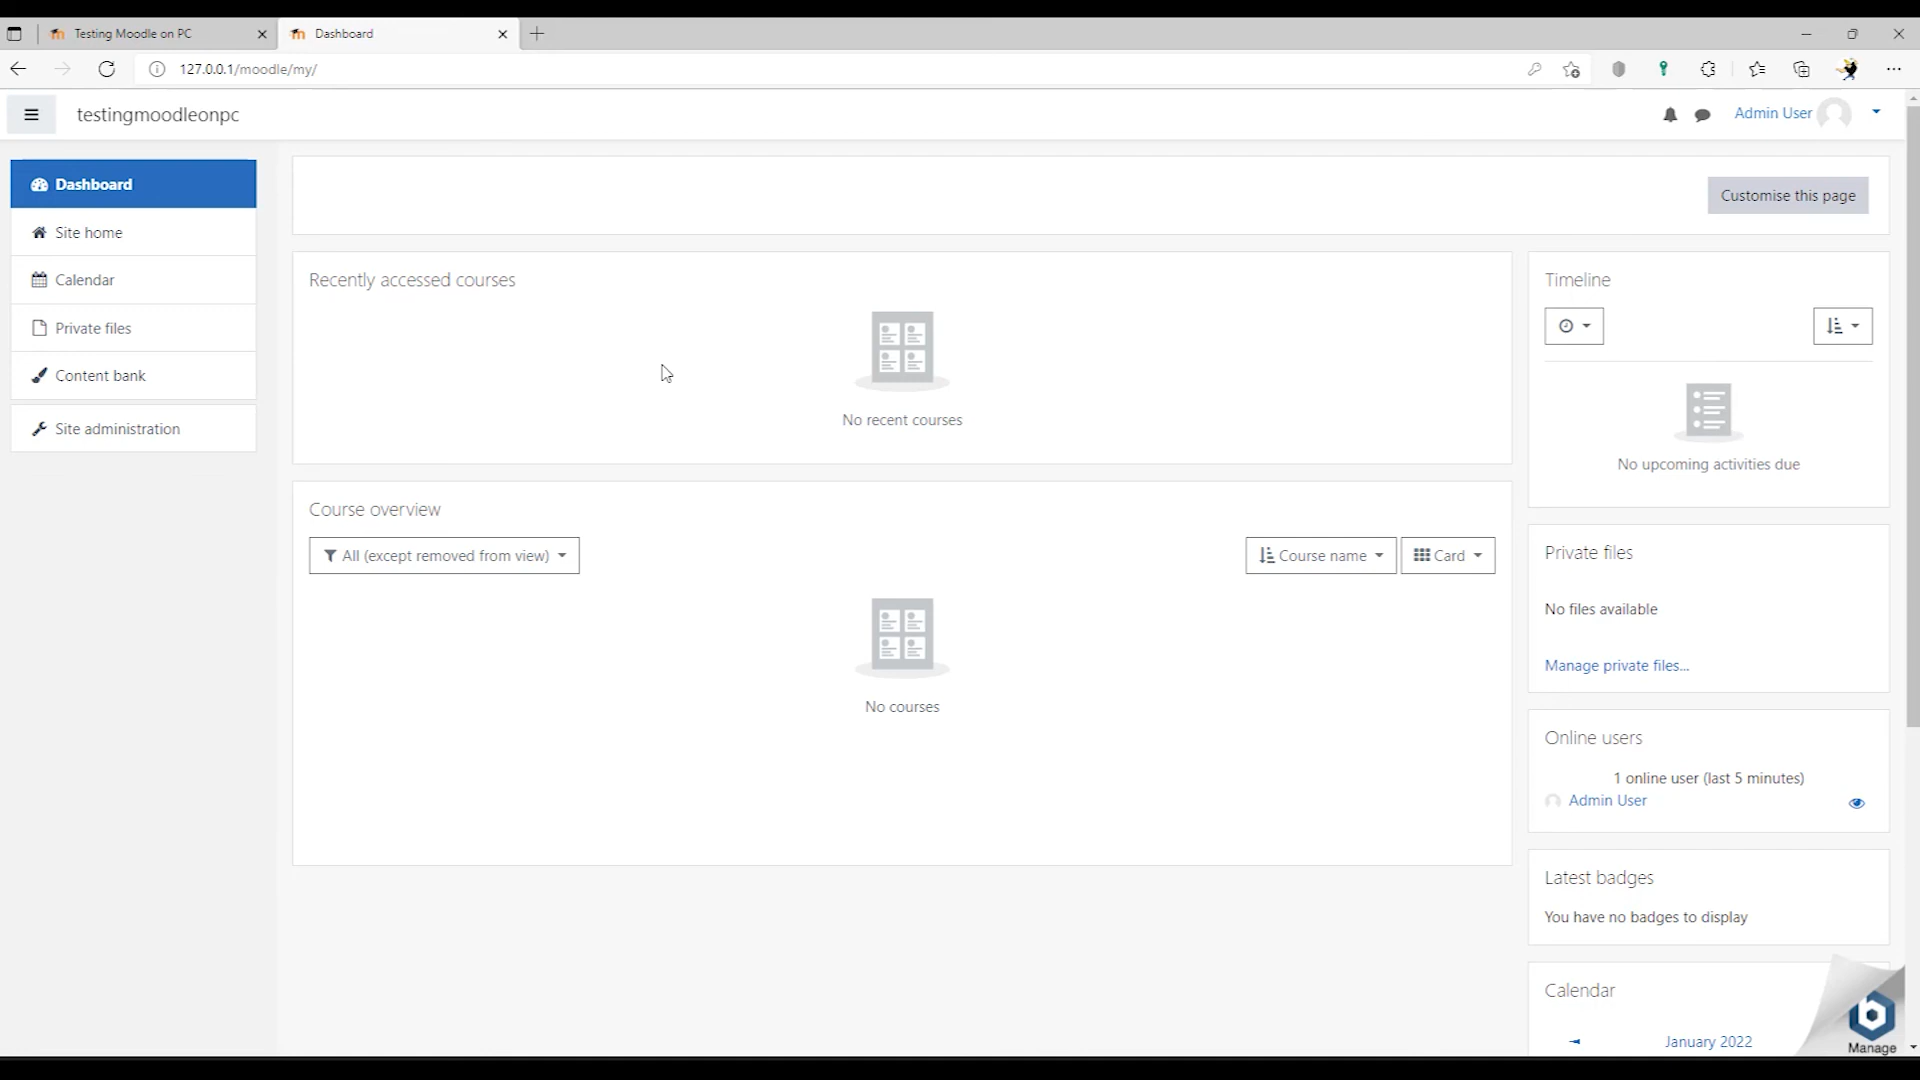 Testing Moodle on PC
Dashboard
127.0.0.1/moodle/my/
testingmoodleonpc
Admin User
Dashboard
Site home
Calendar
Private files
Content bank
Site administration
Customise this page
Recently accessed courses
No recent courses
Course overview
All (except removed from view)
Course name
Card
No courses
Timeline
No upcoming activities due
Private files
No files available
Manage private files...
Online users
1 online user (last 5 minutes)
Admin User
Latest badges
You have no badges to display
Calendar
January 2022
Manage